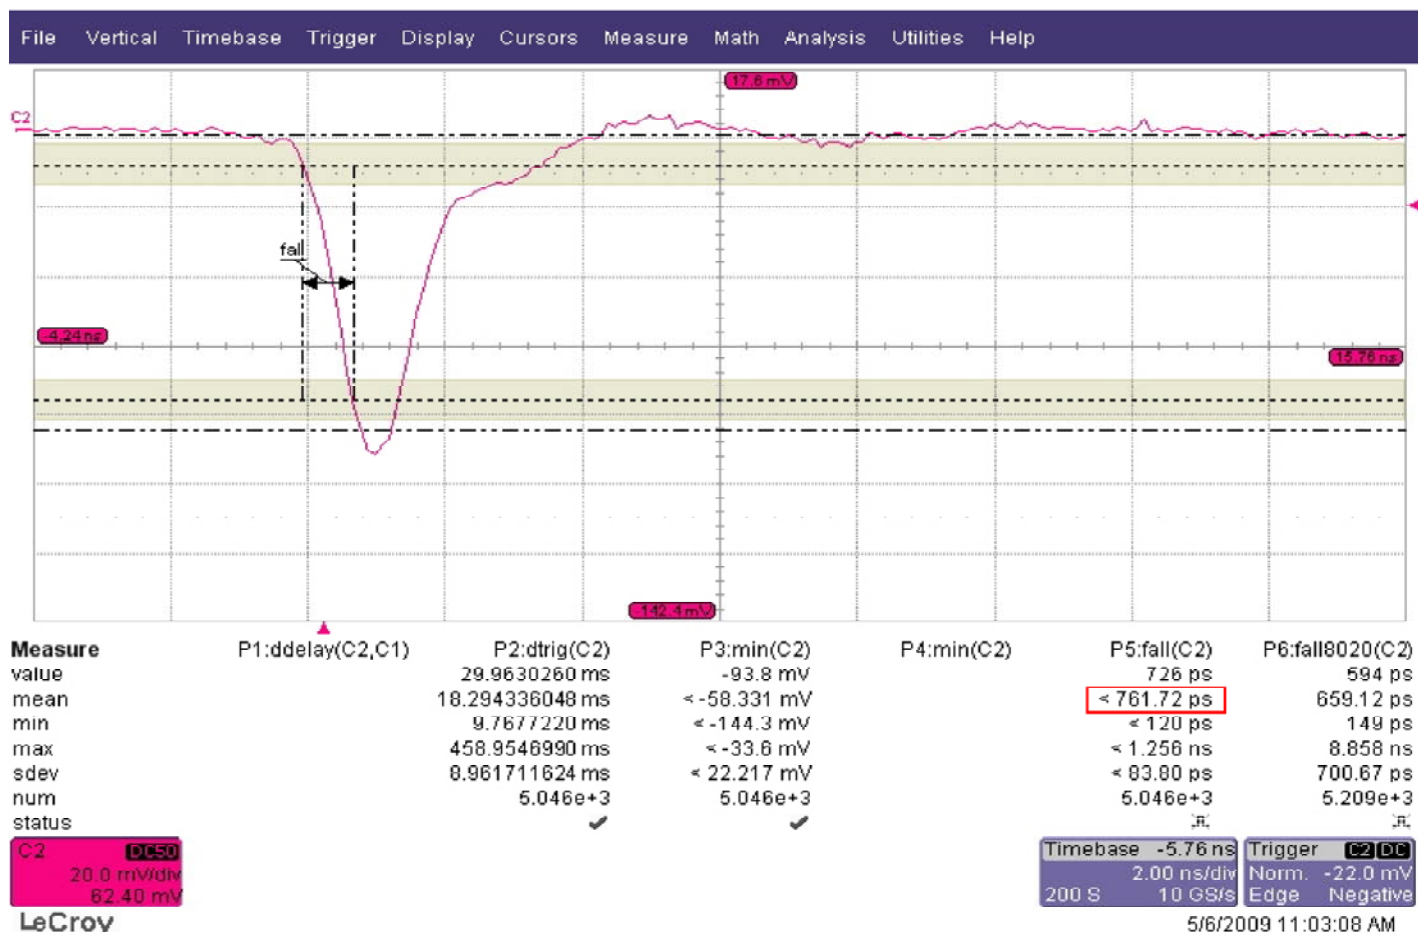 File Vertical Timebase Trigger Display Cursors Measure Math Analysis Utilities Help
17.6 mV
C2
fall
-4.24 ns
15.76 ns
-142.4 mV
Measure P1:ddelay(C2,C1) P2:dtrig(C2) P3:min(C2) P4:min(C2) P5:fall(C2) P6:fall8020(C2)
value 29.9630260 ms -93.8 mV 726 ps 594 ps
mean 18.294336048 ms < -58.331 mV < 761.72 ps 659.12 ps
min 9.7677220 ms < -144.3 mV < 120 ps 149 ps
max 458.9546990 ms < -33.6 mV < 1.256 ns 8.858 ns
sdev 8.961711624 ms < 22.217 mV < 83.80 ps 700.67 ps
num 5.046e+3 5.046e+3 5.046e+3 5.209e+3
status
C2 DC50
20.0 mV/div
62.40 mV
Timebase -5.76 ns
2.00 ns/div
200 S 10 GS/s
Trigger C2 DC
Norm. -22.0 mV
Edge Negative
LeCroy
5/6/2009 11:03:08 AM